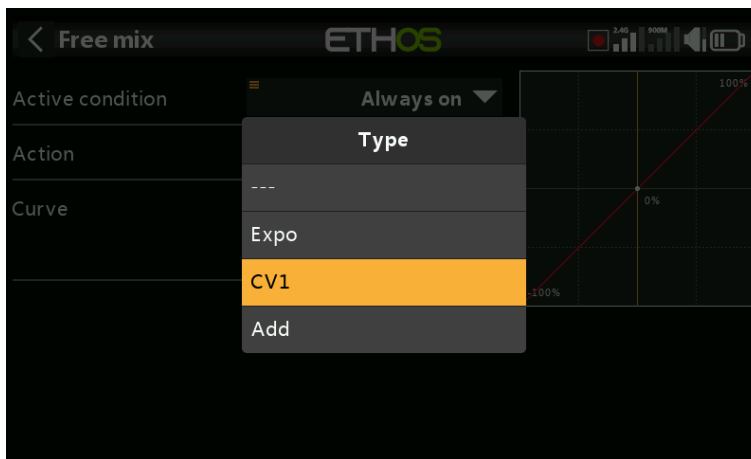 Free mix
ETHOS
2.4G
900M
Active condition
Always on
100%
Type
Action
---
Curve
0%
Expo
CV1
-100%
Add